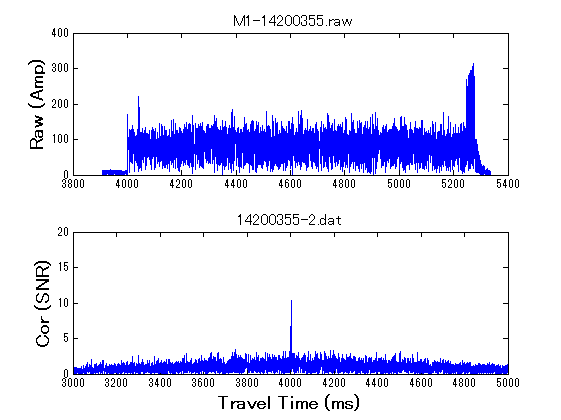 M1-14200355.raw
400
300
200
100
0
Raw (Amp)
3800 4000 4200 4400 4600 4800 5000 5200 5400
14200355-2.dat
20
15
10
5
0
Cor (SNR)
3000 3200 3400 3600 3800 4000 4200 4400 4600 4800 5000
Travel Time (ms)